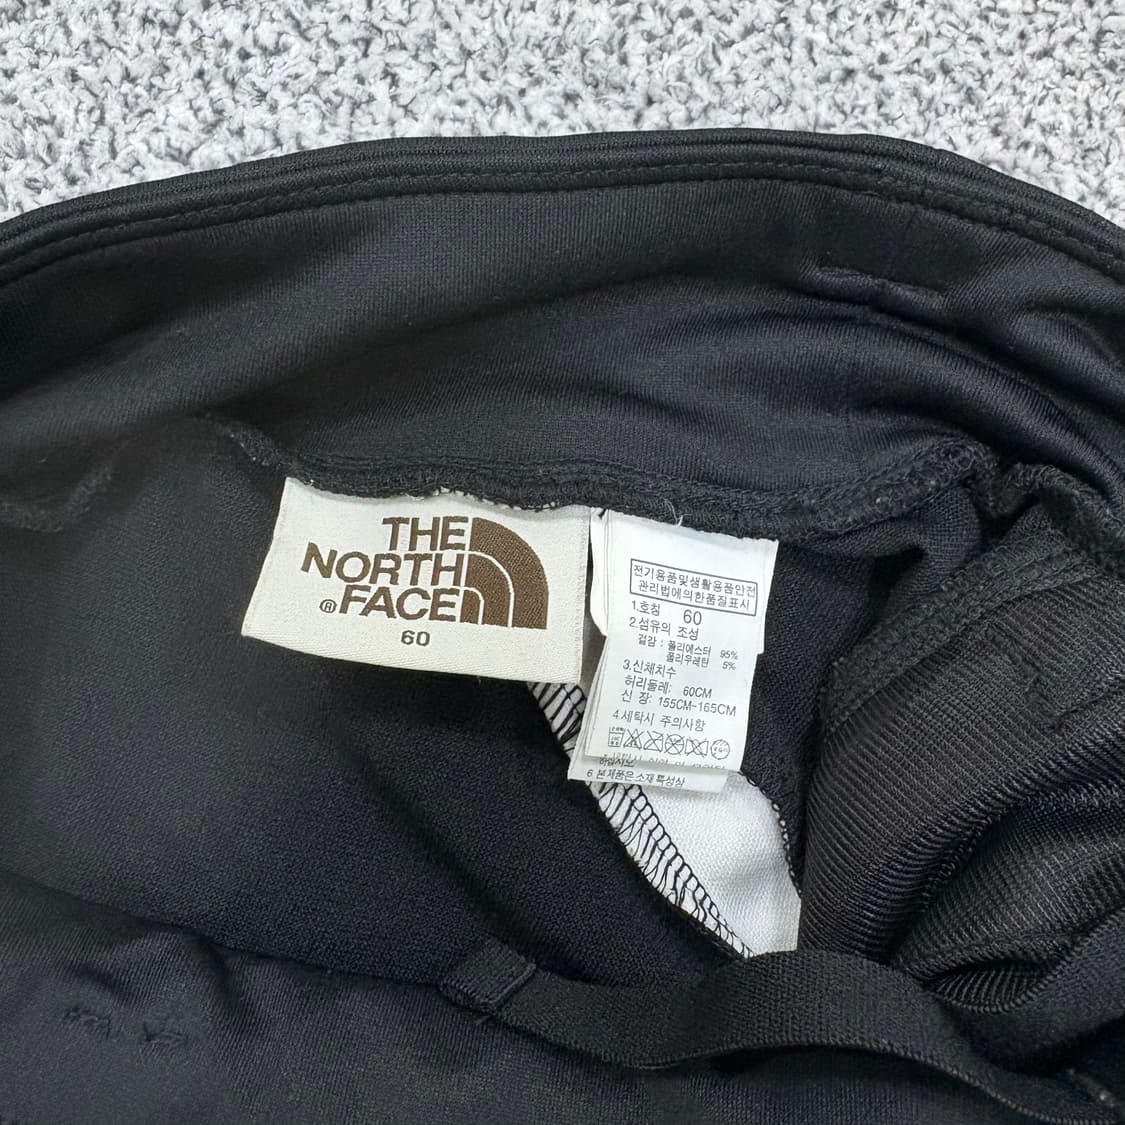 THE
NORTH
FACE
®
60
전기용품및생활용품안전
관리법에의한품질표시
1.호칭 60
2.섬유의 조성
겉감 : 폴리에스터 95%
폴리우레탄 5%
3.신체치수
허리둘레: 60CM
신 장: 155CM~165CM
4.세탁시 주의사항
하십시오
6 본제품은소재특성상